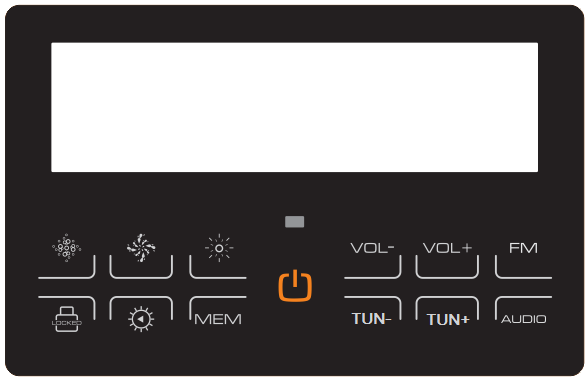 VOL- VOL+ FM
LOCKED MEM TUN- TUN+ AUDIO